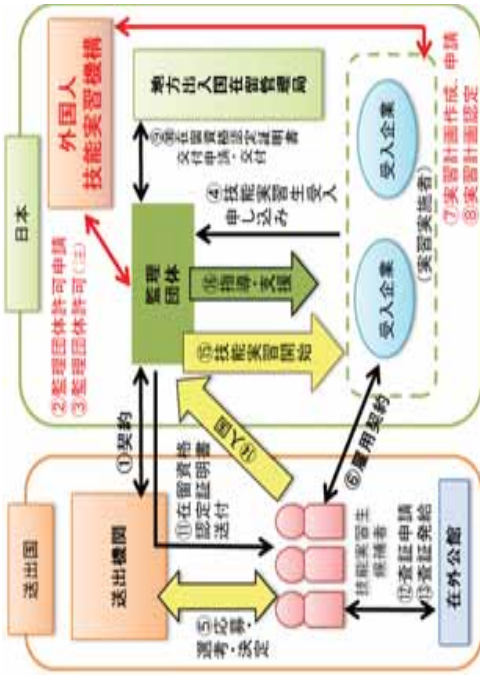 送出国
送出機関
①契約
⑤応募・
選考・決定
⑪在留資格
認定証明書
送付
技能実習生
候補者
⑫査証申請
⑬査証発給
在外公館
⑭入国
⑥雇用契約
日本
②監理団体許可申請
③監理団体許可(注)
外国人
技能実習機構
監理
団体
⑨⑩在留資格認定証明書
交付申請・交付
地方出入国在留管理局
⑮技能実習開始
⑯指導・支援
④技能実習生受入
申し込み
受入企業
受入企業
(実習実施者)
⑦実習計画作成、申請
⑧実習計画認定